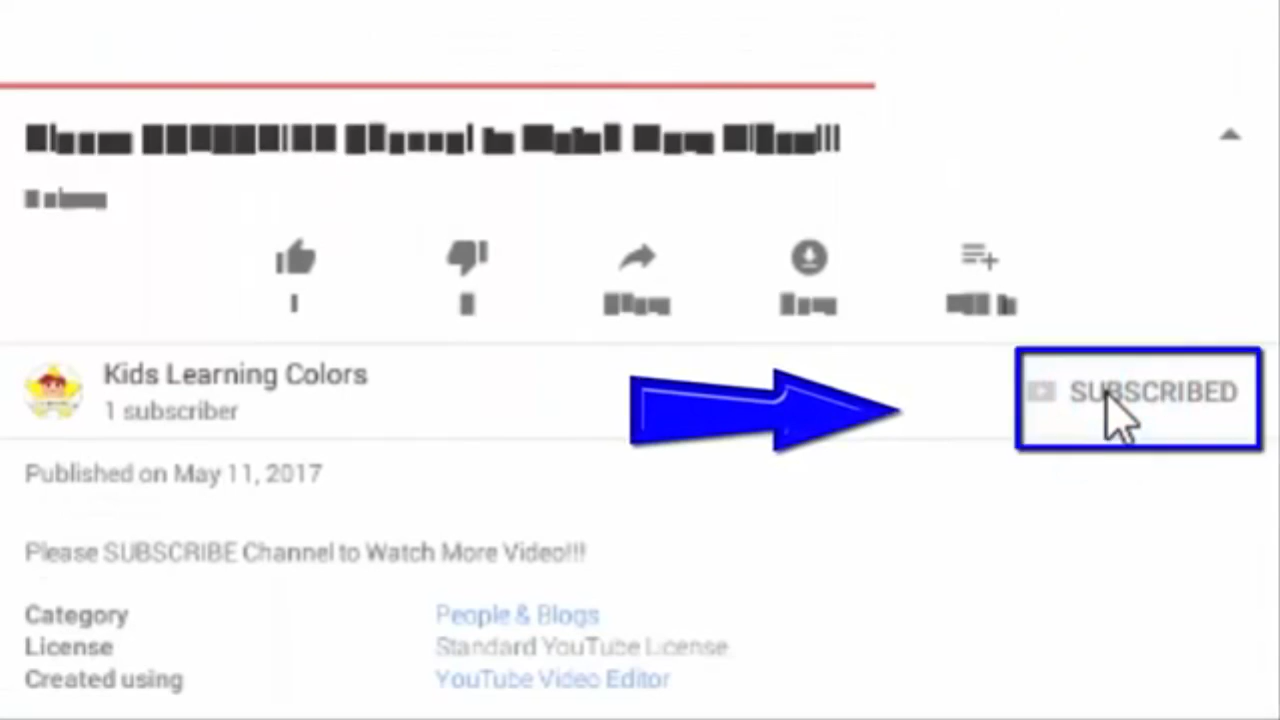 Kids Learning Colors
1 subscriber
SUBSCRIBED
Published on May 11, 2017
Please SUBSCRIBE Channel to Watch More Video!!!
Category People & Blogs
License Standard YouTube License
Created using YouTube Video Editor